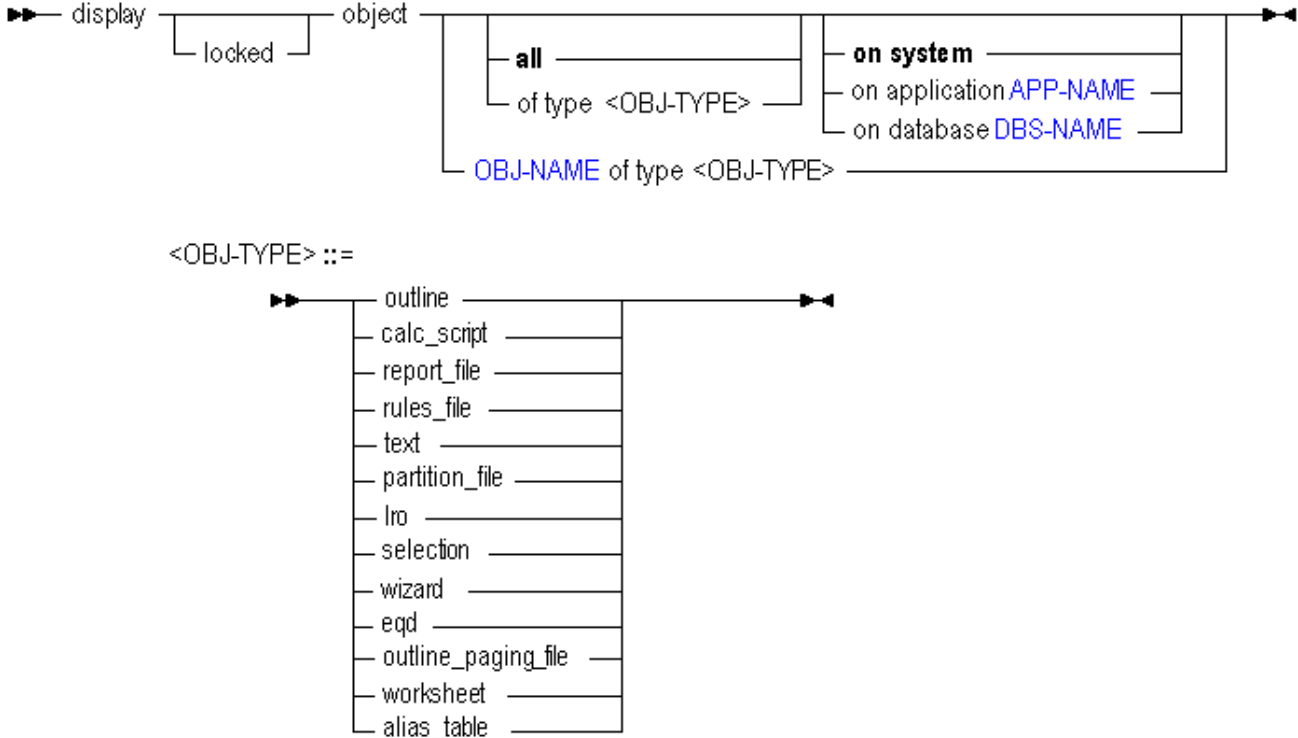 display locked object all on system
of type <OBJ-TYPE> on application APP-NAME
on database DBS-NAME
OBJ-NAME of type <OBJ-TYPE>
<OBJ-TYPE> ::=
outline
calc_script
report_file
rules_file
text
partition_file
lro
selection
wizard
eqd
outline_paging_file
worksheet
alias_table